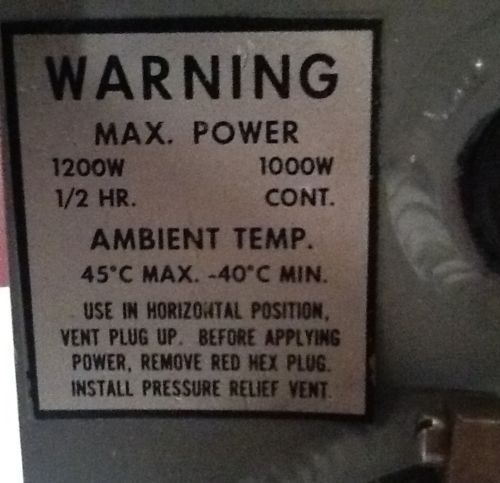 WARNING
MAX. POWER
1200W 1000W
1/2 HR. CONT.
AMBIENT TEMP.
45°C MAX. -40°C MIN.
USE IN HORIZONTAL POSITION,
VENT PLUG UP. BEFORE APPLYING
POWER, REMOVE RED HEX PLUG.
INSTALL PRESSURE RELIEF VENT